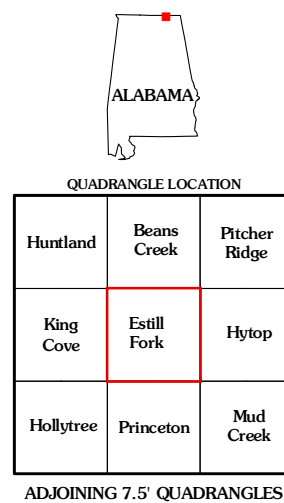 ALABAMA
QUADRANGLE LOCATION
Huntland
Beans
Creek
Pitcher
Ridge
King
Cove
Estill
Fork
Hytop
Hollytree
Princeton
Mud
Creek
ADJOINING 7.5' QUADRANGLES